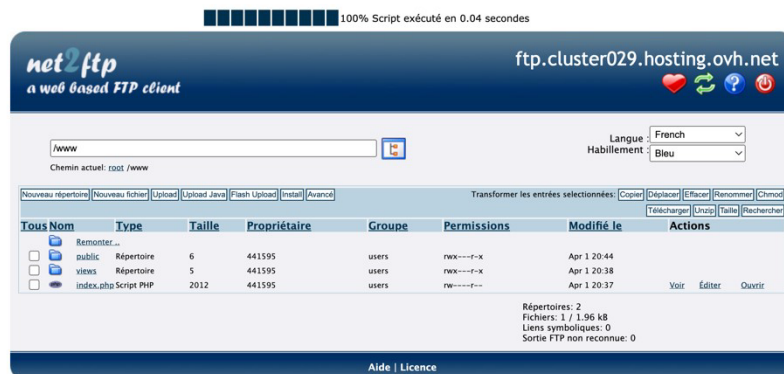 100% Script exécuté en 0.04 secondes
net2ftp
a web based FTP client
ftp.cluster029.hosting.ovh.net
/www
Langue : French
Habillement : Bleu
Chemin actuel: root /www
Nouveau répertoire Nouveau fichier Upload Upload Java Flash Upload Install Avancé
Transformer les entrées selectionnées: Copier Déplacer Effacer Renommer Chmod
Télécharger Unzip Taille Rechercher
Tous Nom Type Taille Propriétaire Groupe Permissions Modifié le Actions
Remonter ..
public Répertoire 6 441595 users rwx---r-x Apr 1 20:44
views Répertoire 5 441595 users rwx---r-x Apr 1 20:38
index.php Script PHP 2012 441595 users rw----r-- Apr 1 20:37 Voir Éditer Ouvrir
Répertoires: 2
Fichiers: 1 / 1.96 kB
Liens symboliques: 0
Sortie FTP non reconnue: 0
Aide | Licence